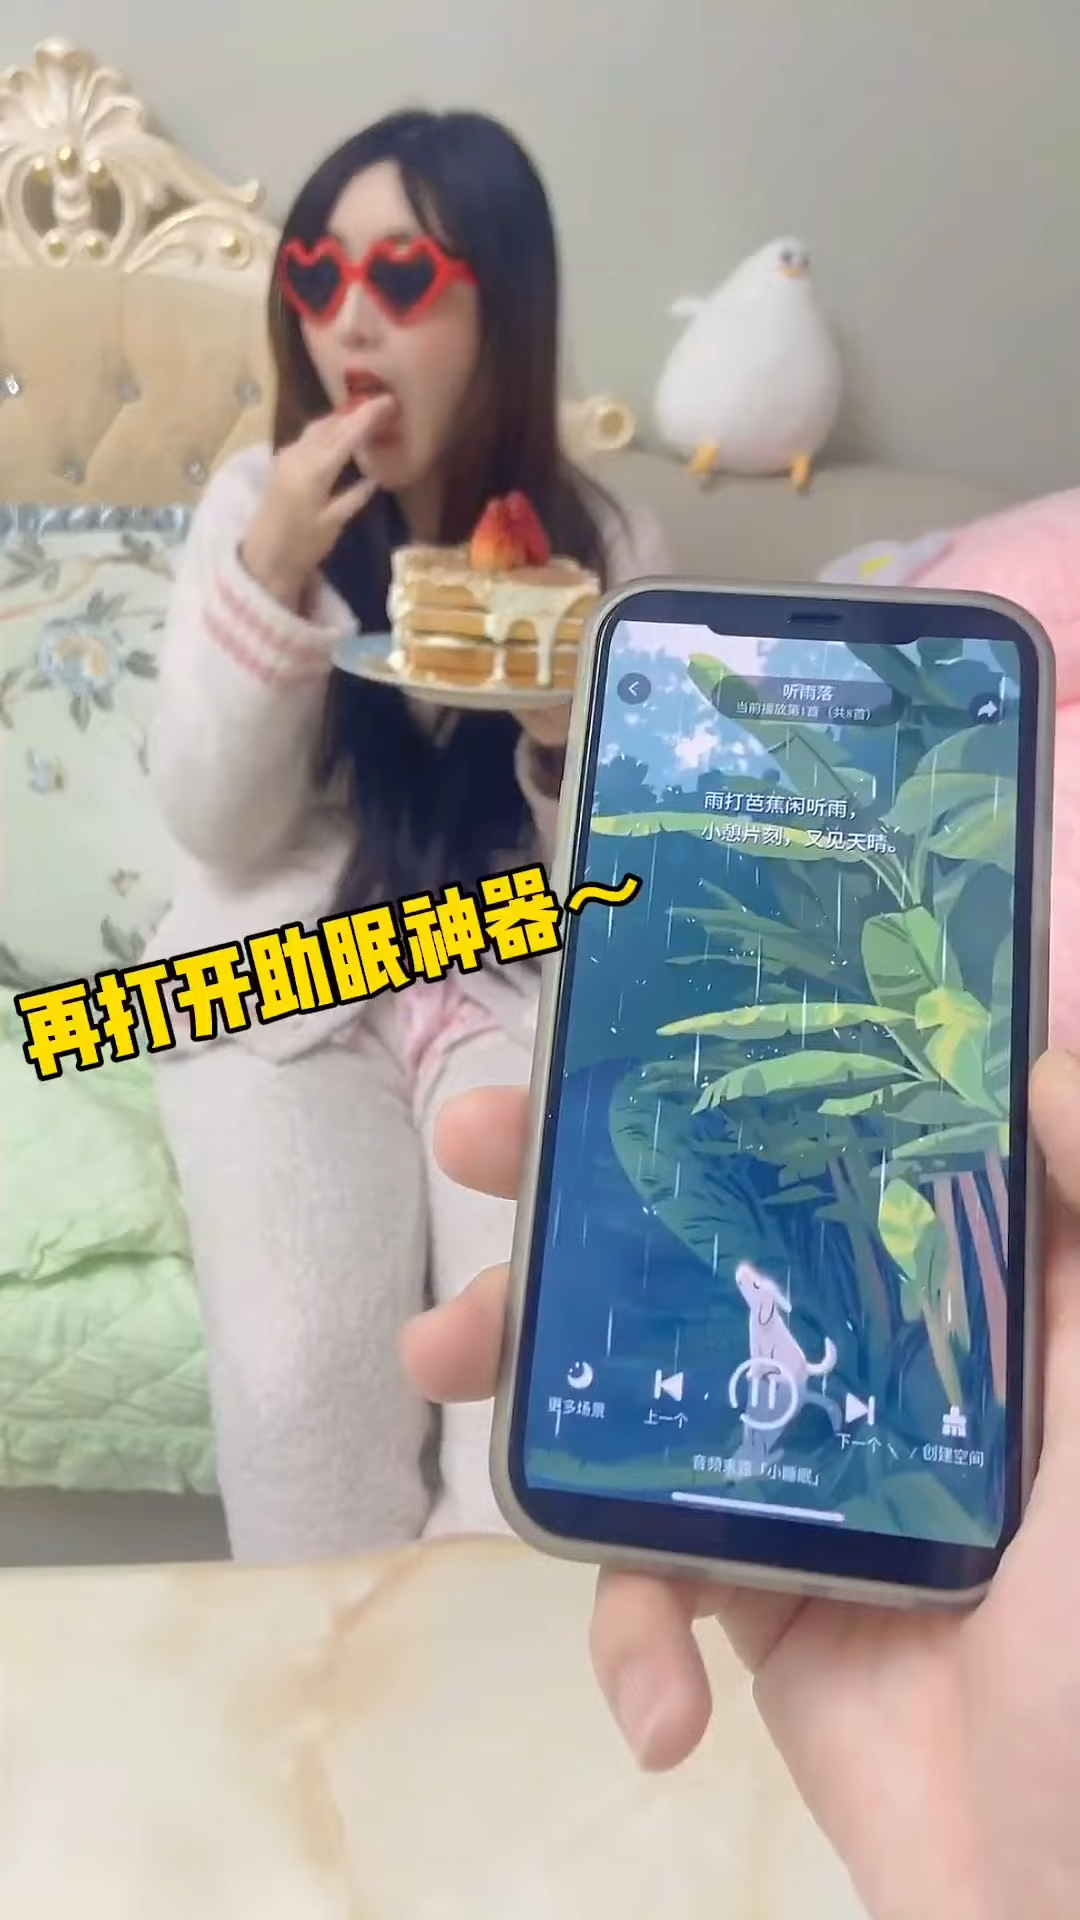 听雨落
当前播放第1首（共8首）
雨打芭蕉闲听雨，
小憩片刻，又见天晴。
再打开助眠神器～
更多场景
上一个
下一个
创建空间
音频来源「小睡眠」